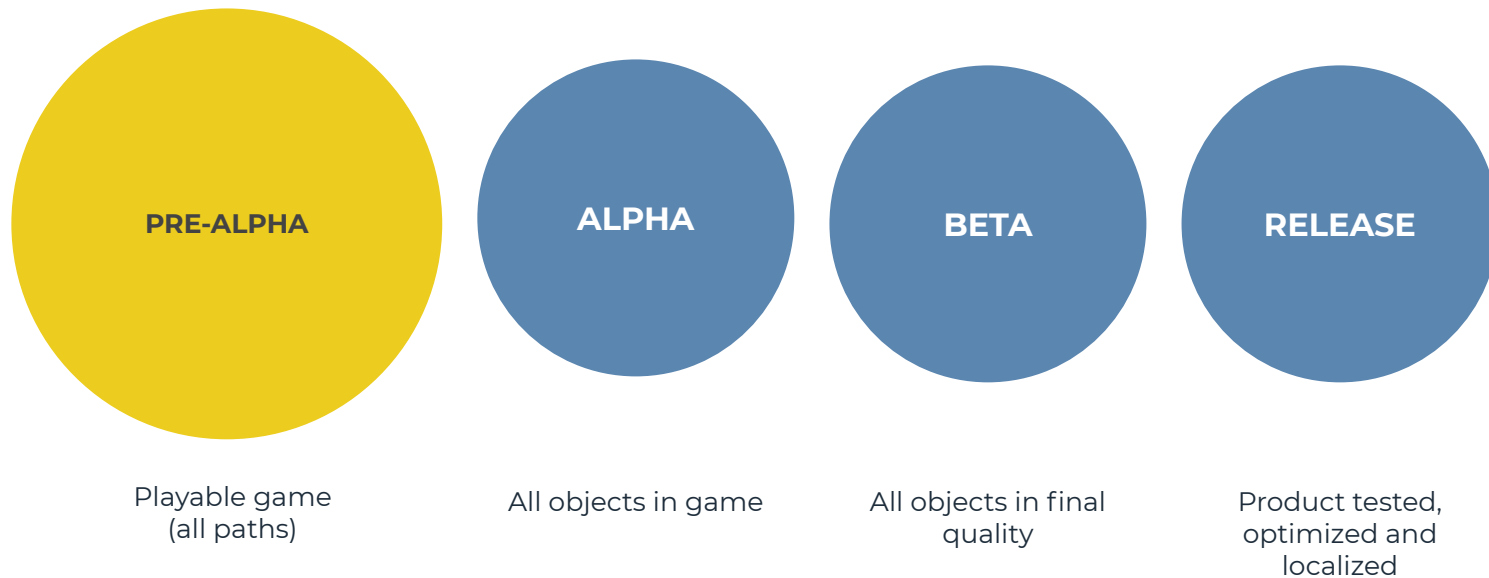 PRE-ALPHA
ALPHA
BETA
RELEASE
Playable game
(all paths)
All objects in game
All objects in final
quality
Product tested,
optimized and
localized